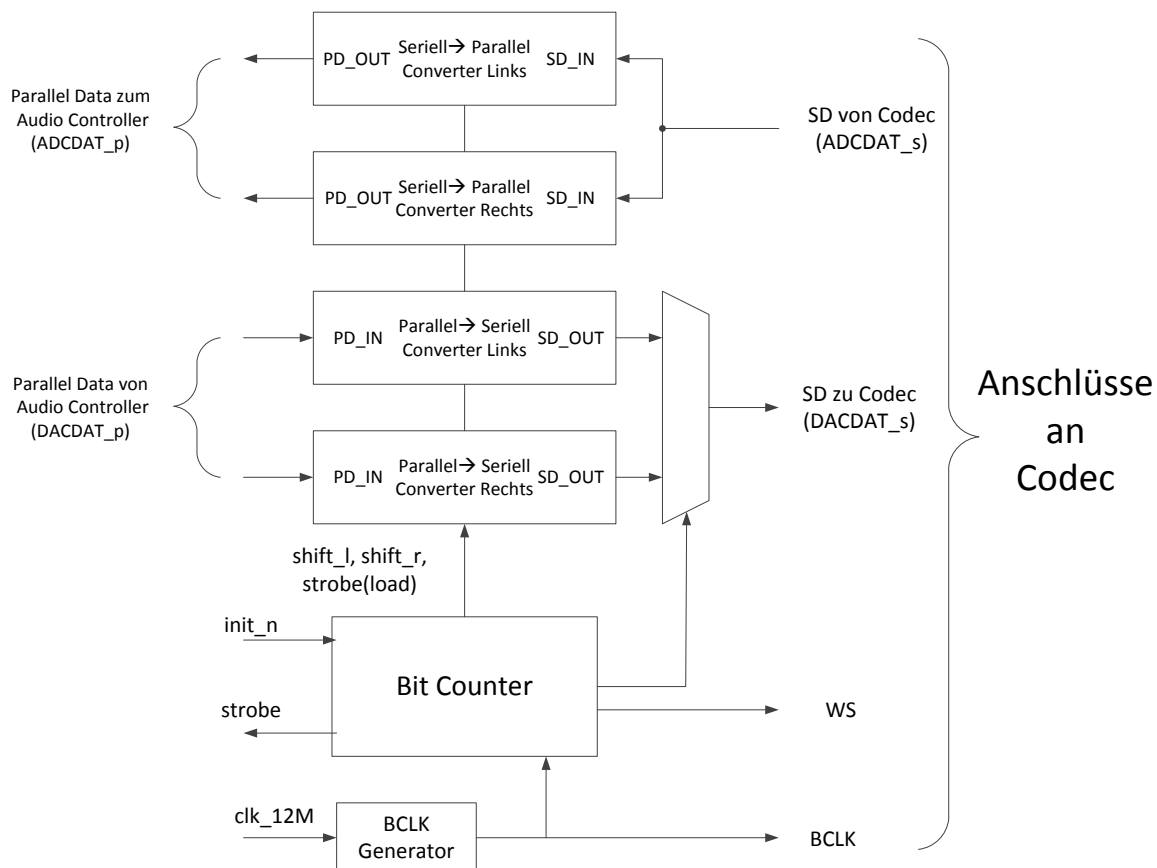 PD_OUT
Seriell→ Parallel
Converter Links
SD_IN
Parallel Data zum
Audio Controller
(ADCDAT_p)
SD von Codec
(ADCDAT_s)
PD_OUT
Seriell→ Parallel
Converter Rechts
SD_IN
PD_IN
Parallel→ Seriell
Converter Links
SD_OUT
Parallel Data von
Audio Controller
(DACDAT_p)
SD zu Codec
(DACDAT_s)
Anschlüsse
an
Codec
PD_IN
Parallel→ Seriell
Converter Rechts
SD_OUT
shift_l, shift_r,
strobe(load)
init_n
Bit Counter
strobe
WS
clk_12M
BCLK
Generator
BCLK